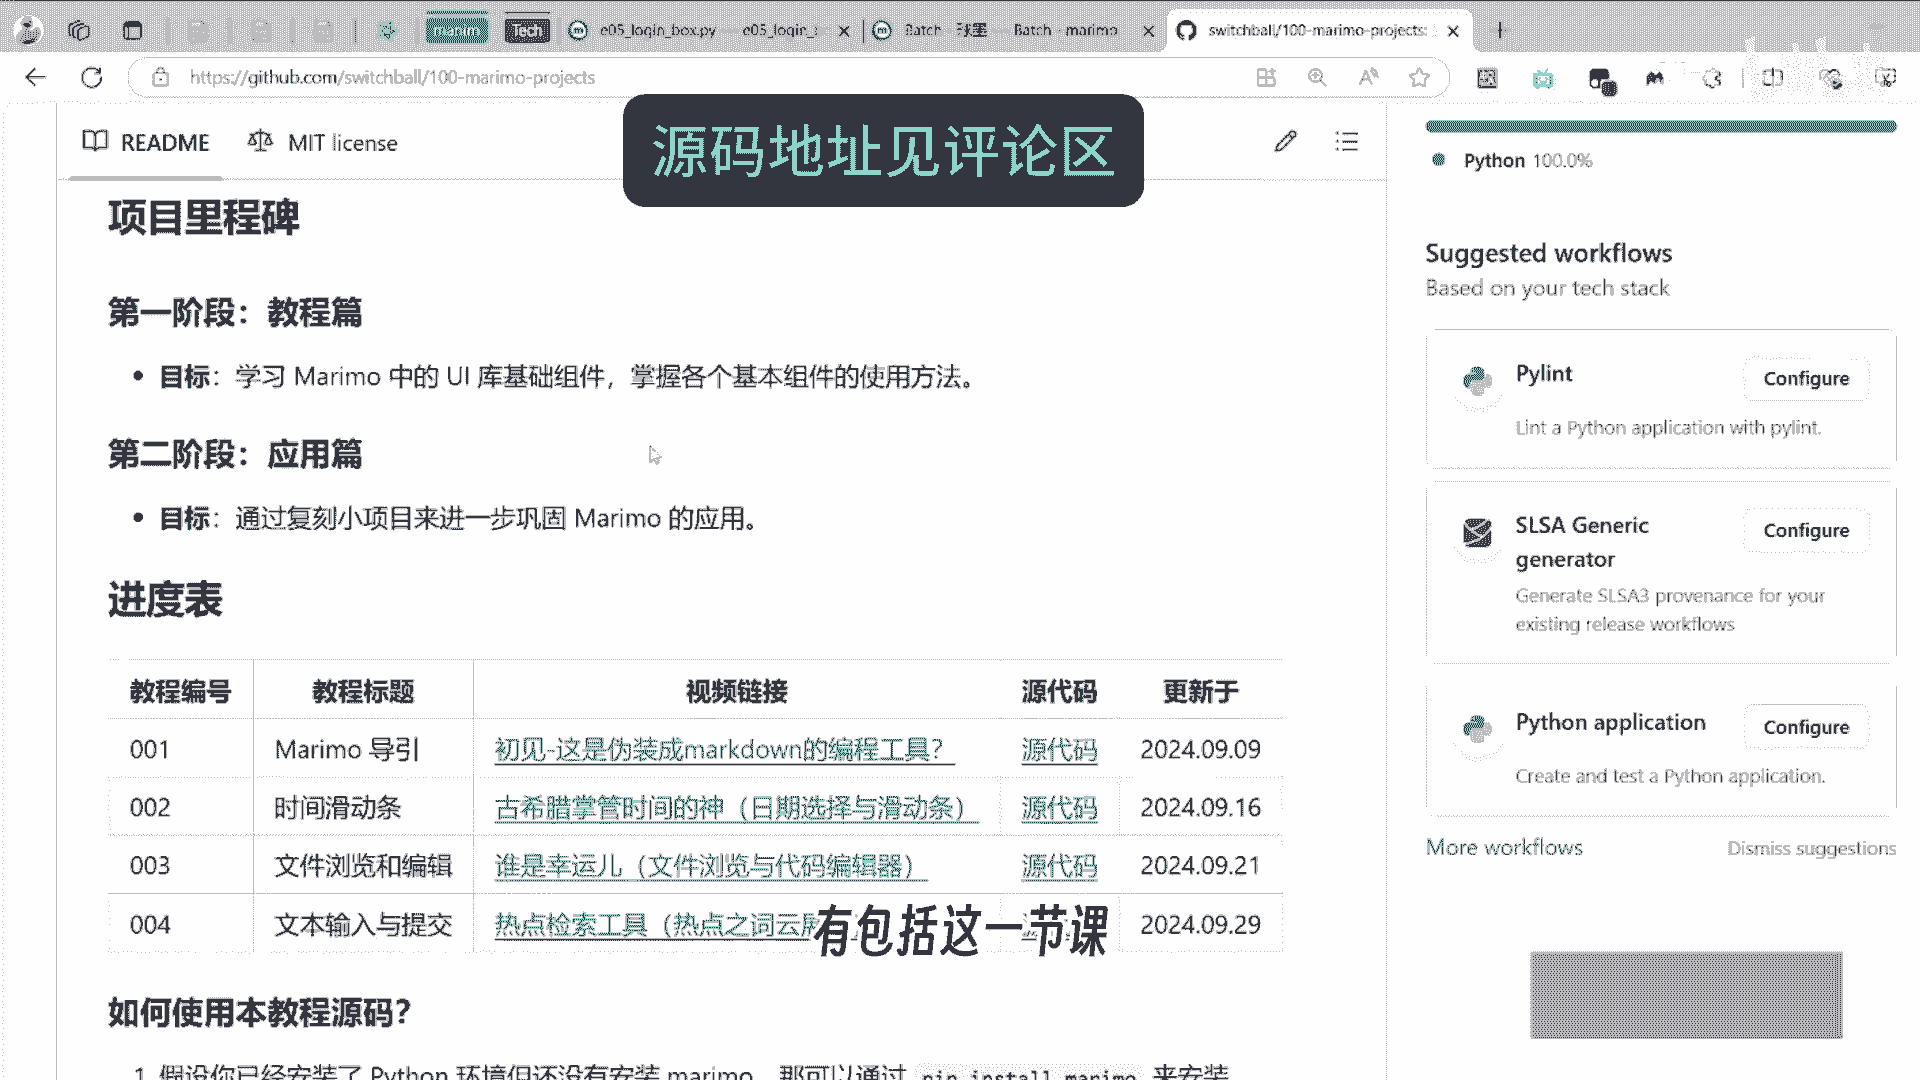 marimo
Tech
e05_login_box.py
Batch
球墨
Batch - marimo
switchball/100-marimo-projects:
https://github.com/switchball/100-marimo-projects
README
MIT license
源码地址见评论区
Python 100.0%
项目里程碑
第一阶段：教程篇
目标：学习 Marimo 中的 UI 库基础组件，掌握各个基本组件的使用方法。
第二阶段：应用篇
目标：通过复刻小项目来进一步巩固 Marimo 的应用。
进度表
教程编号 教程标题 视频链接 源代码 更新于
001 Marimo 导引 初见-这是伪装成markdown的编程工具？ 源代码 2024.09.09
002 时间滑动条 古希腊掌管时间的神（日期选择与滑动条） 源代码 2024.09.16
003 文件浏览和编辑 谁是幸运儿（文件浏览与代码编辑器） 源代码 2024.09.21
004 文本输入与提交 热点检索工具（热点之词云 2024.09.29
有包括这一节课
如何使用本教程源码？
1. 假设你已经安装了 Python 环境但还没有安装 marimo，那可以通过 pip install marimo 来安装
Suggested workflows
Based on your tech stack
Pylint
Configure
Lint a Python application with pylint.
SLSA Generic
generator
Configure
Generate SLSA3 provenance for your
existing release workflows
Python application
Configure
Create and test a Python application.
More workflows
Dismiss suggestions